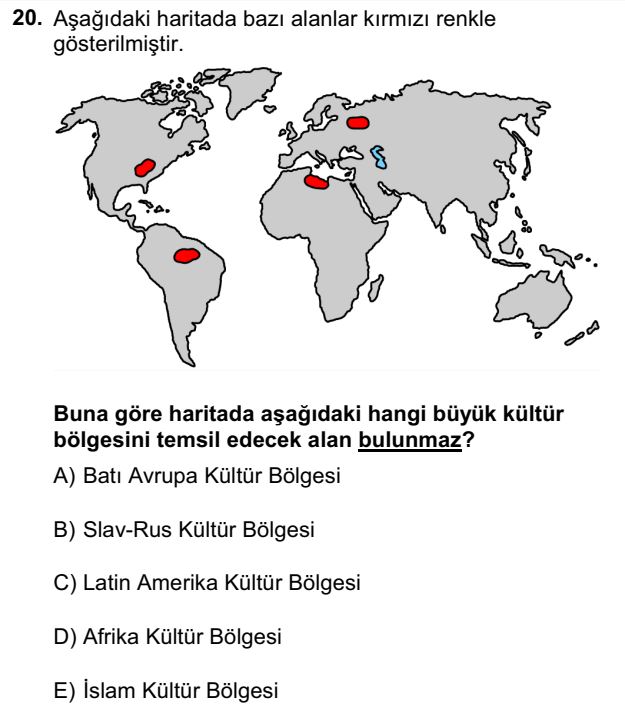 20. Aşağıdaki haritada bazı alanlar kırmızı renkle
gösterilmiştir.
Buna göre haritada aşağıdaki hangi büyük kültür
bölgesini temsil edecek alan bulunmaz?
A) Batı Avrupa Kültür Bölgesi
B) Slav-Rus Kültür Bölgesi
C) Latin Amerika Kültür Bölgesi
D) Afrika Kültür Bölgesi
E) İslam Kültür Bölgesi